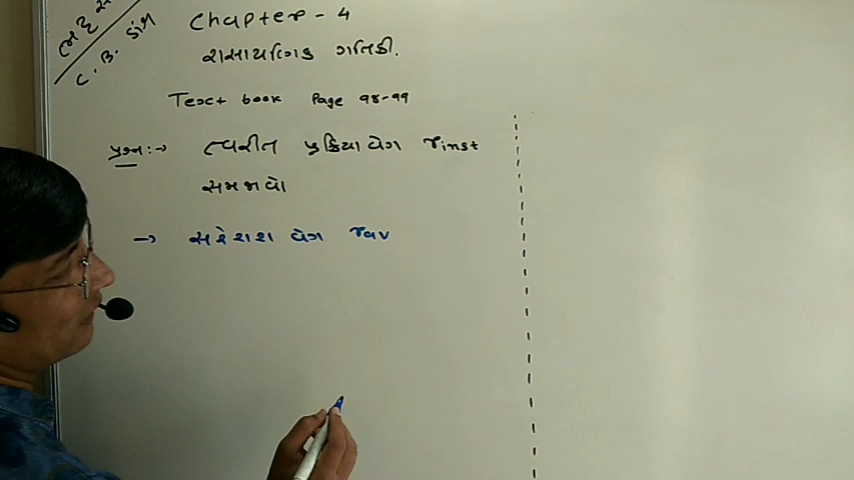 C. B. સીંગ
Chapter - 4
રાસાયણિક ગતિકી.
Text book Page 98-99
પ્રશ્ન :→ ત્વરીત પ્રક્રિયા વેગ rinst
સમજાવો
→ સરેરાશ વેગ rav